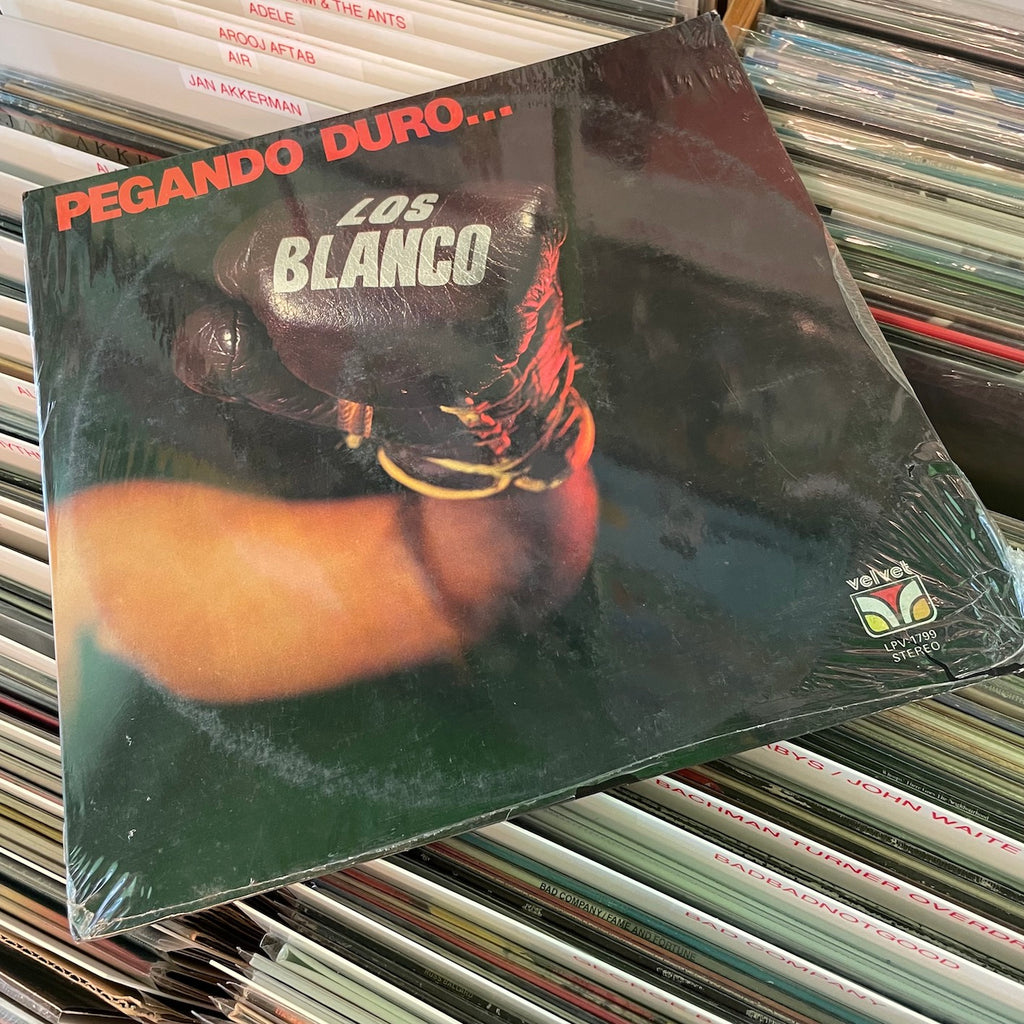 & THE ANTS
ADELE
AROOJ AFTAB
AIR
JAN AKKERMAN
PEGANDO DURO...
LOS
BLANCO
velvet
LPV-1799
STEREO
ABYS / JOHN WAITE
BACHMAN TURNER OVERDR
BADBADNOTGOOD
BAD COMPANY
BAD COMPANY/FAME AND FORTUNE